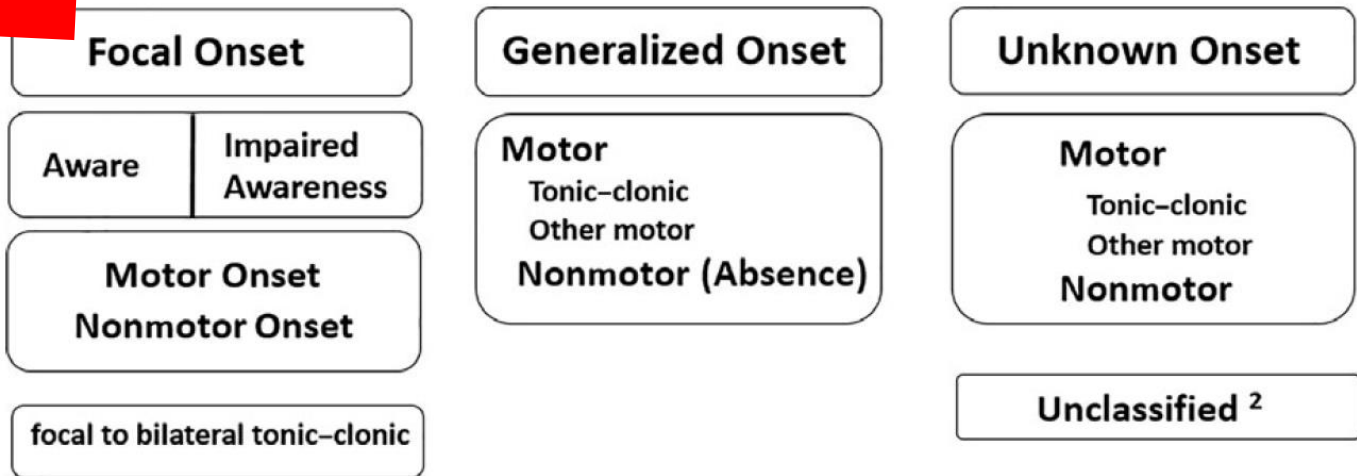 Focal Onset
Aware
Impaired
Awareness
Motor Onset
Nonmotor Onset
focal to bilateral tonic–clonic
Generalized Onset
Motor
Tonic–clonic
Other motor
Nonmotor (Absence)
Unknown Onset
Motor
Tonic–clonic
Other motor
Nonmotor
Unclassified ²